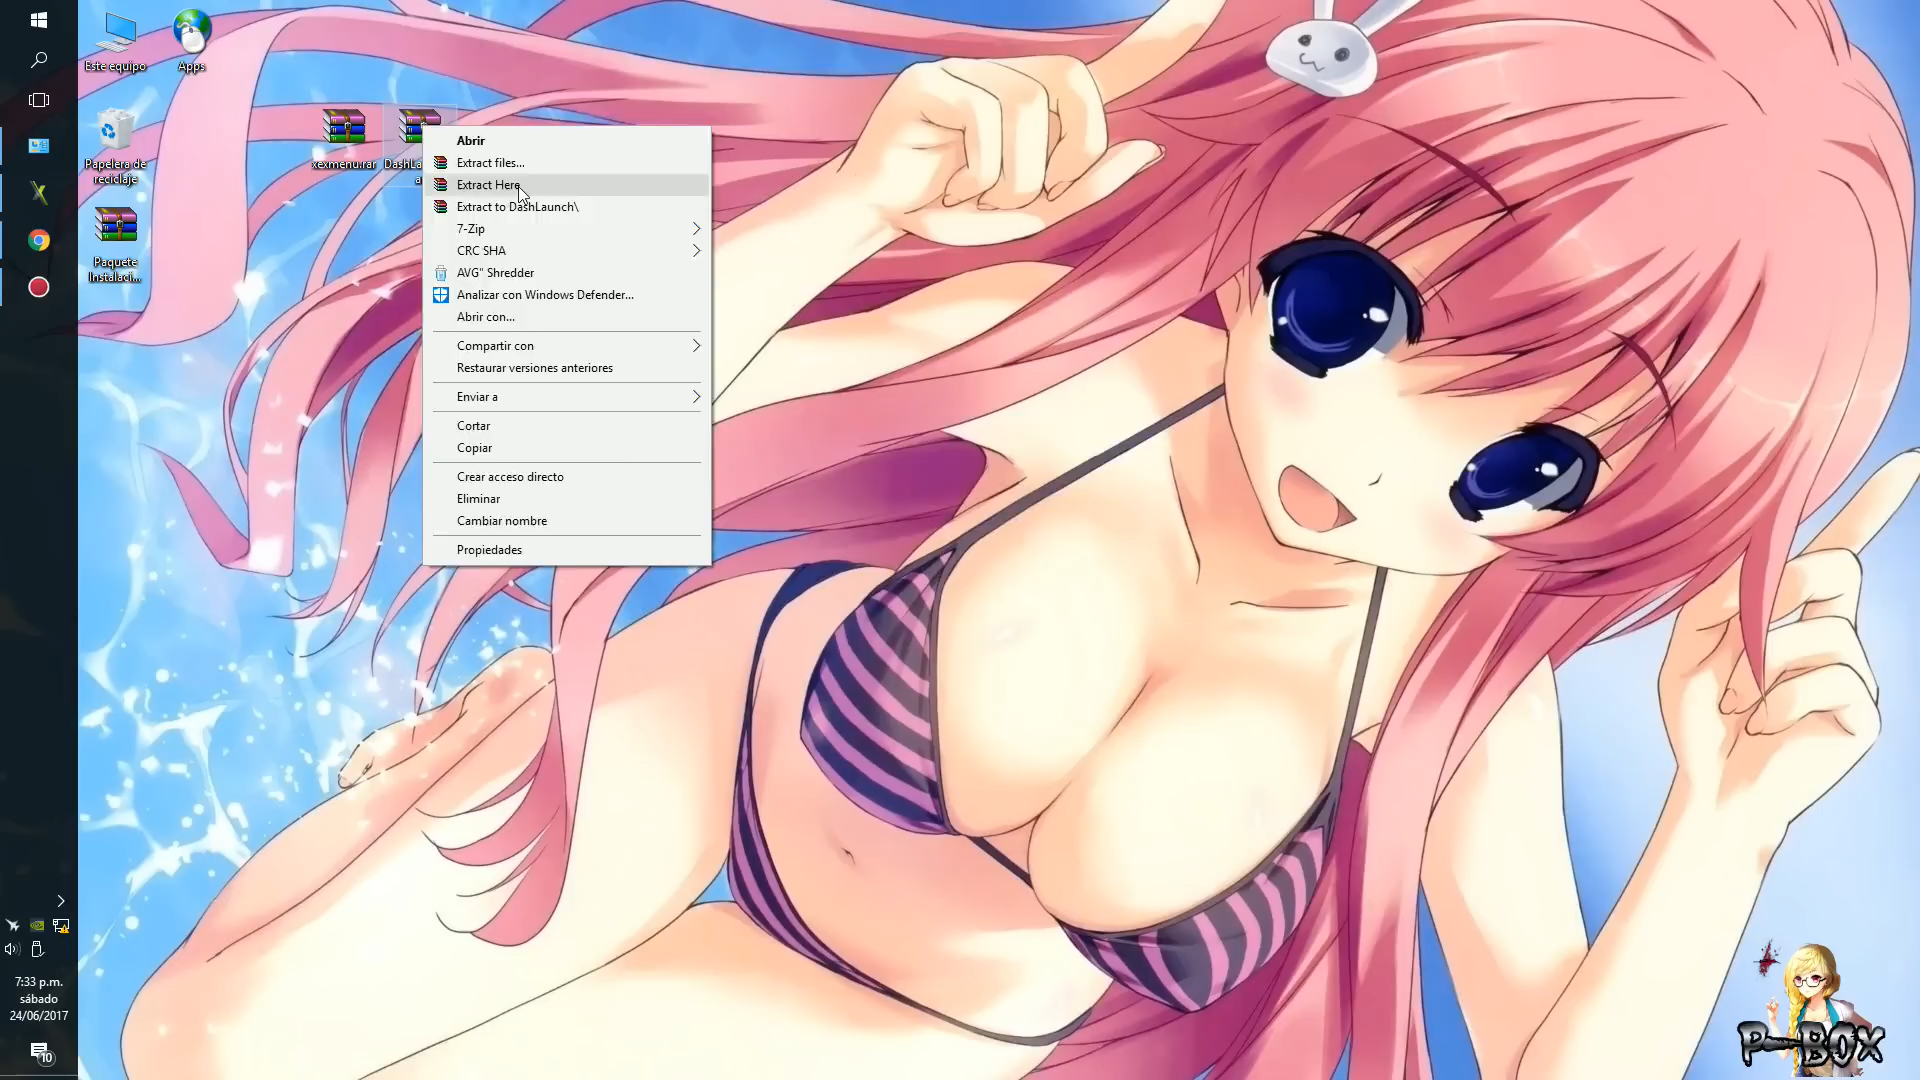 Este equipo
Apps
xexmenu.rar
DashLa
Papelera de
reciclaje
Paquete
Instalaci...
Abrir
Extract files...
Extract Here
Extract to DashLaunch\
7-Zip
CRC SHA
AVG" Shredder
Analizar con Windows Defender...
Abrir con...
Compartir con
Restaurar versiones anteriores
Enviar a
Cortar
Copiar
Crear acceso directo
Eliminar
Cambiar nombre
Propiedades
7:33 p.m.
sábado
24/06/2017
10
P-BOX